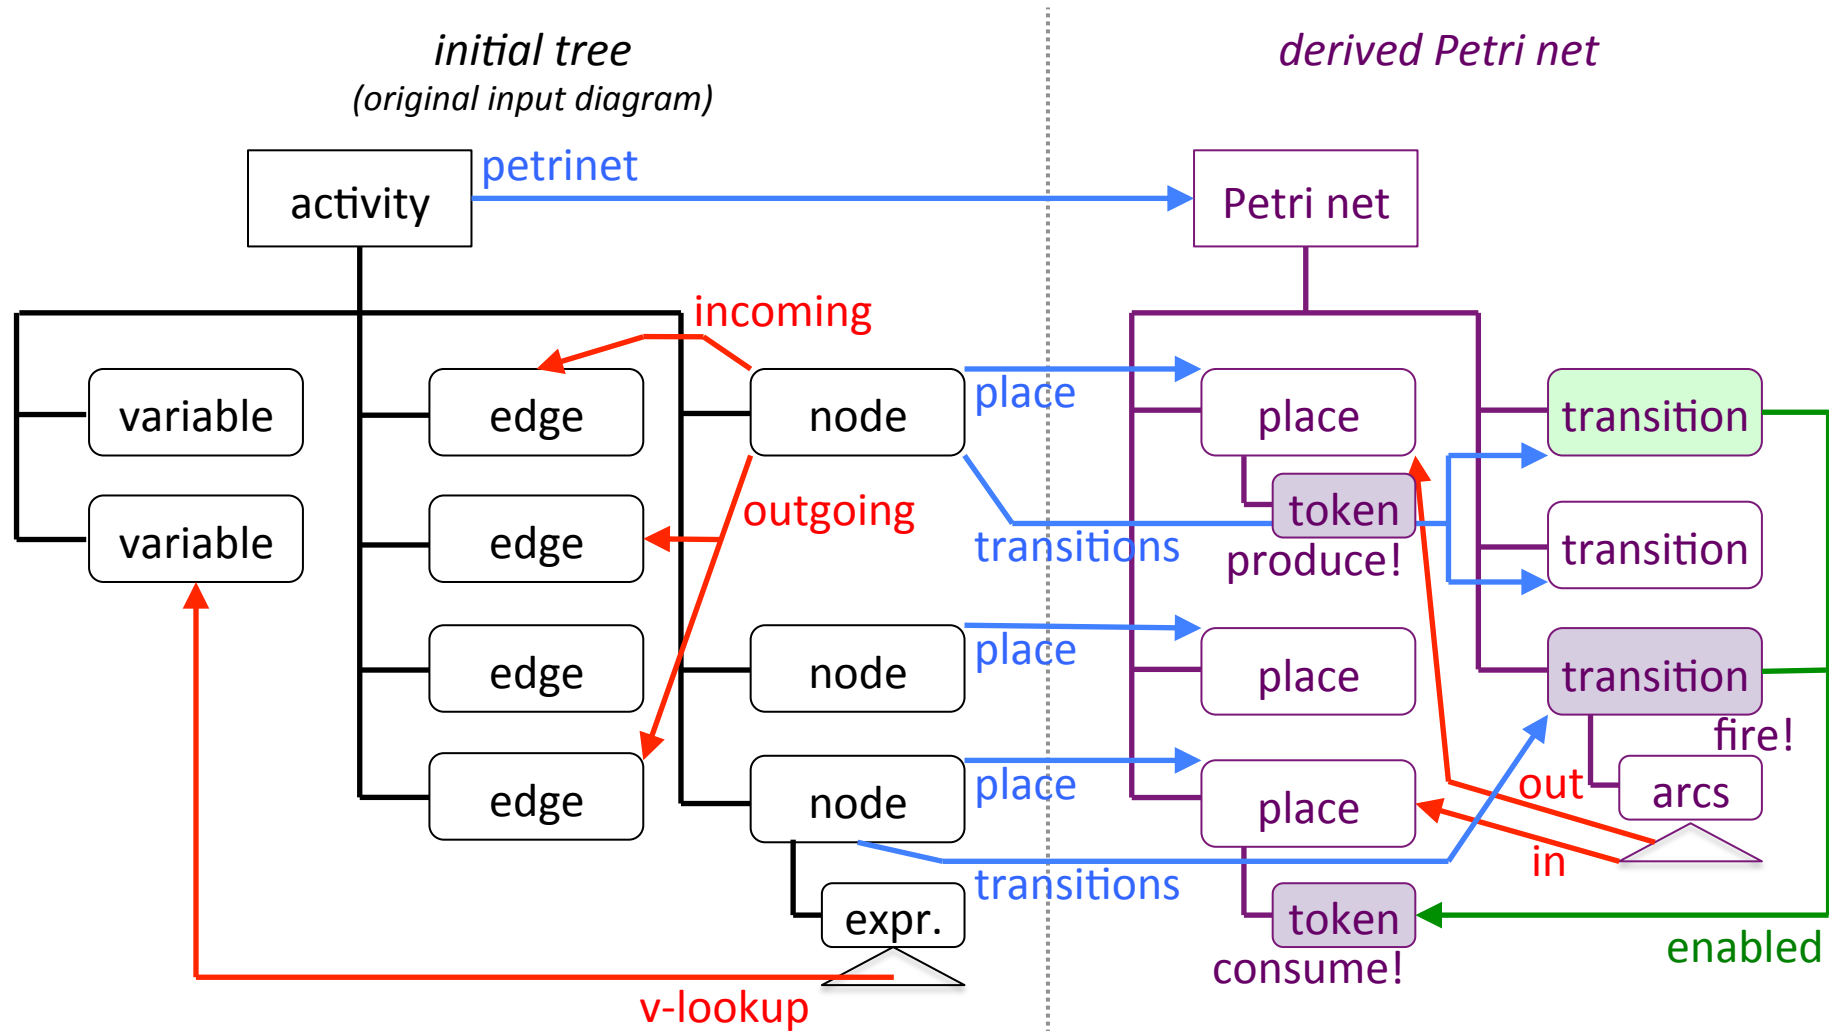 initial tree
(original input diagram)
derived Petri net
activity
petrinet
Petri net
incoming
variable
edge
node
place
place
transition
variable
edge
outgoing
transitions
token
produce!
transition
edge
node
place
place
transition
fire!
edge
node
place
place
out
arcs
in
transitions
expr.
token
consume!
enabled
v-lookup